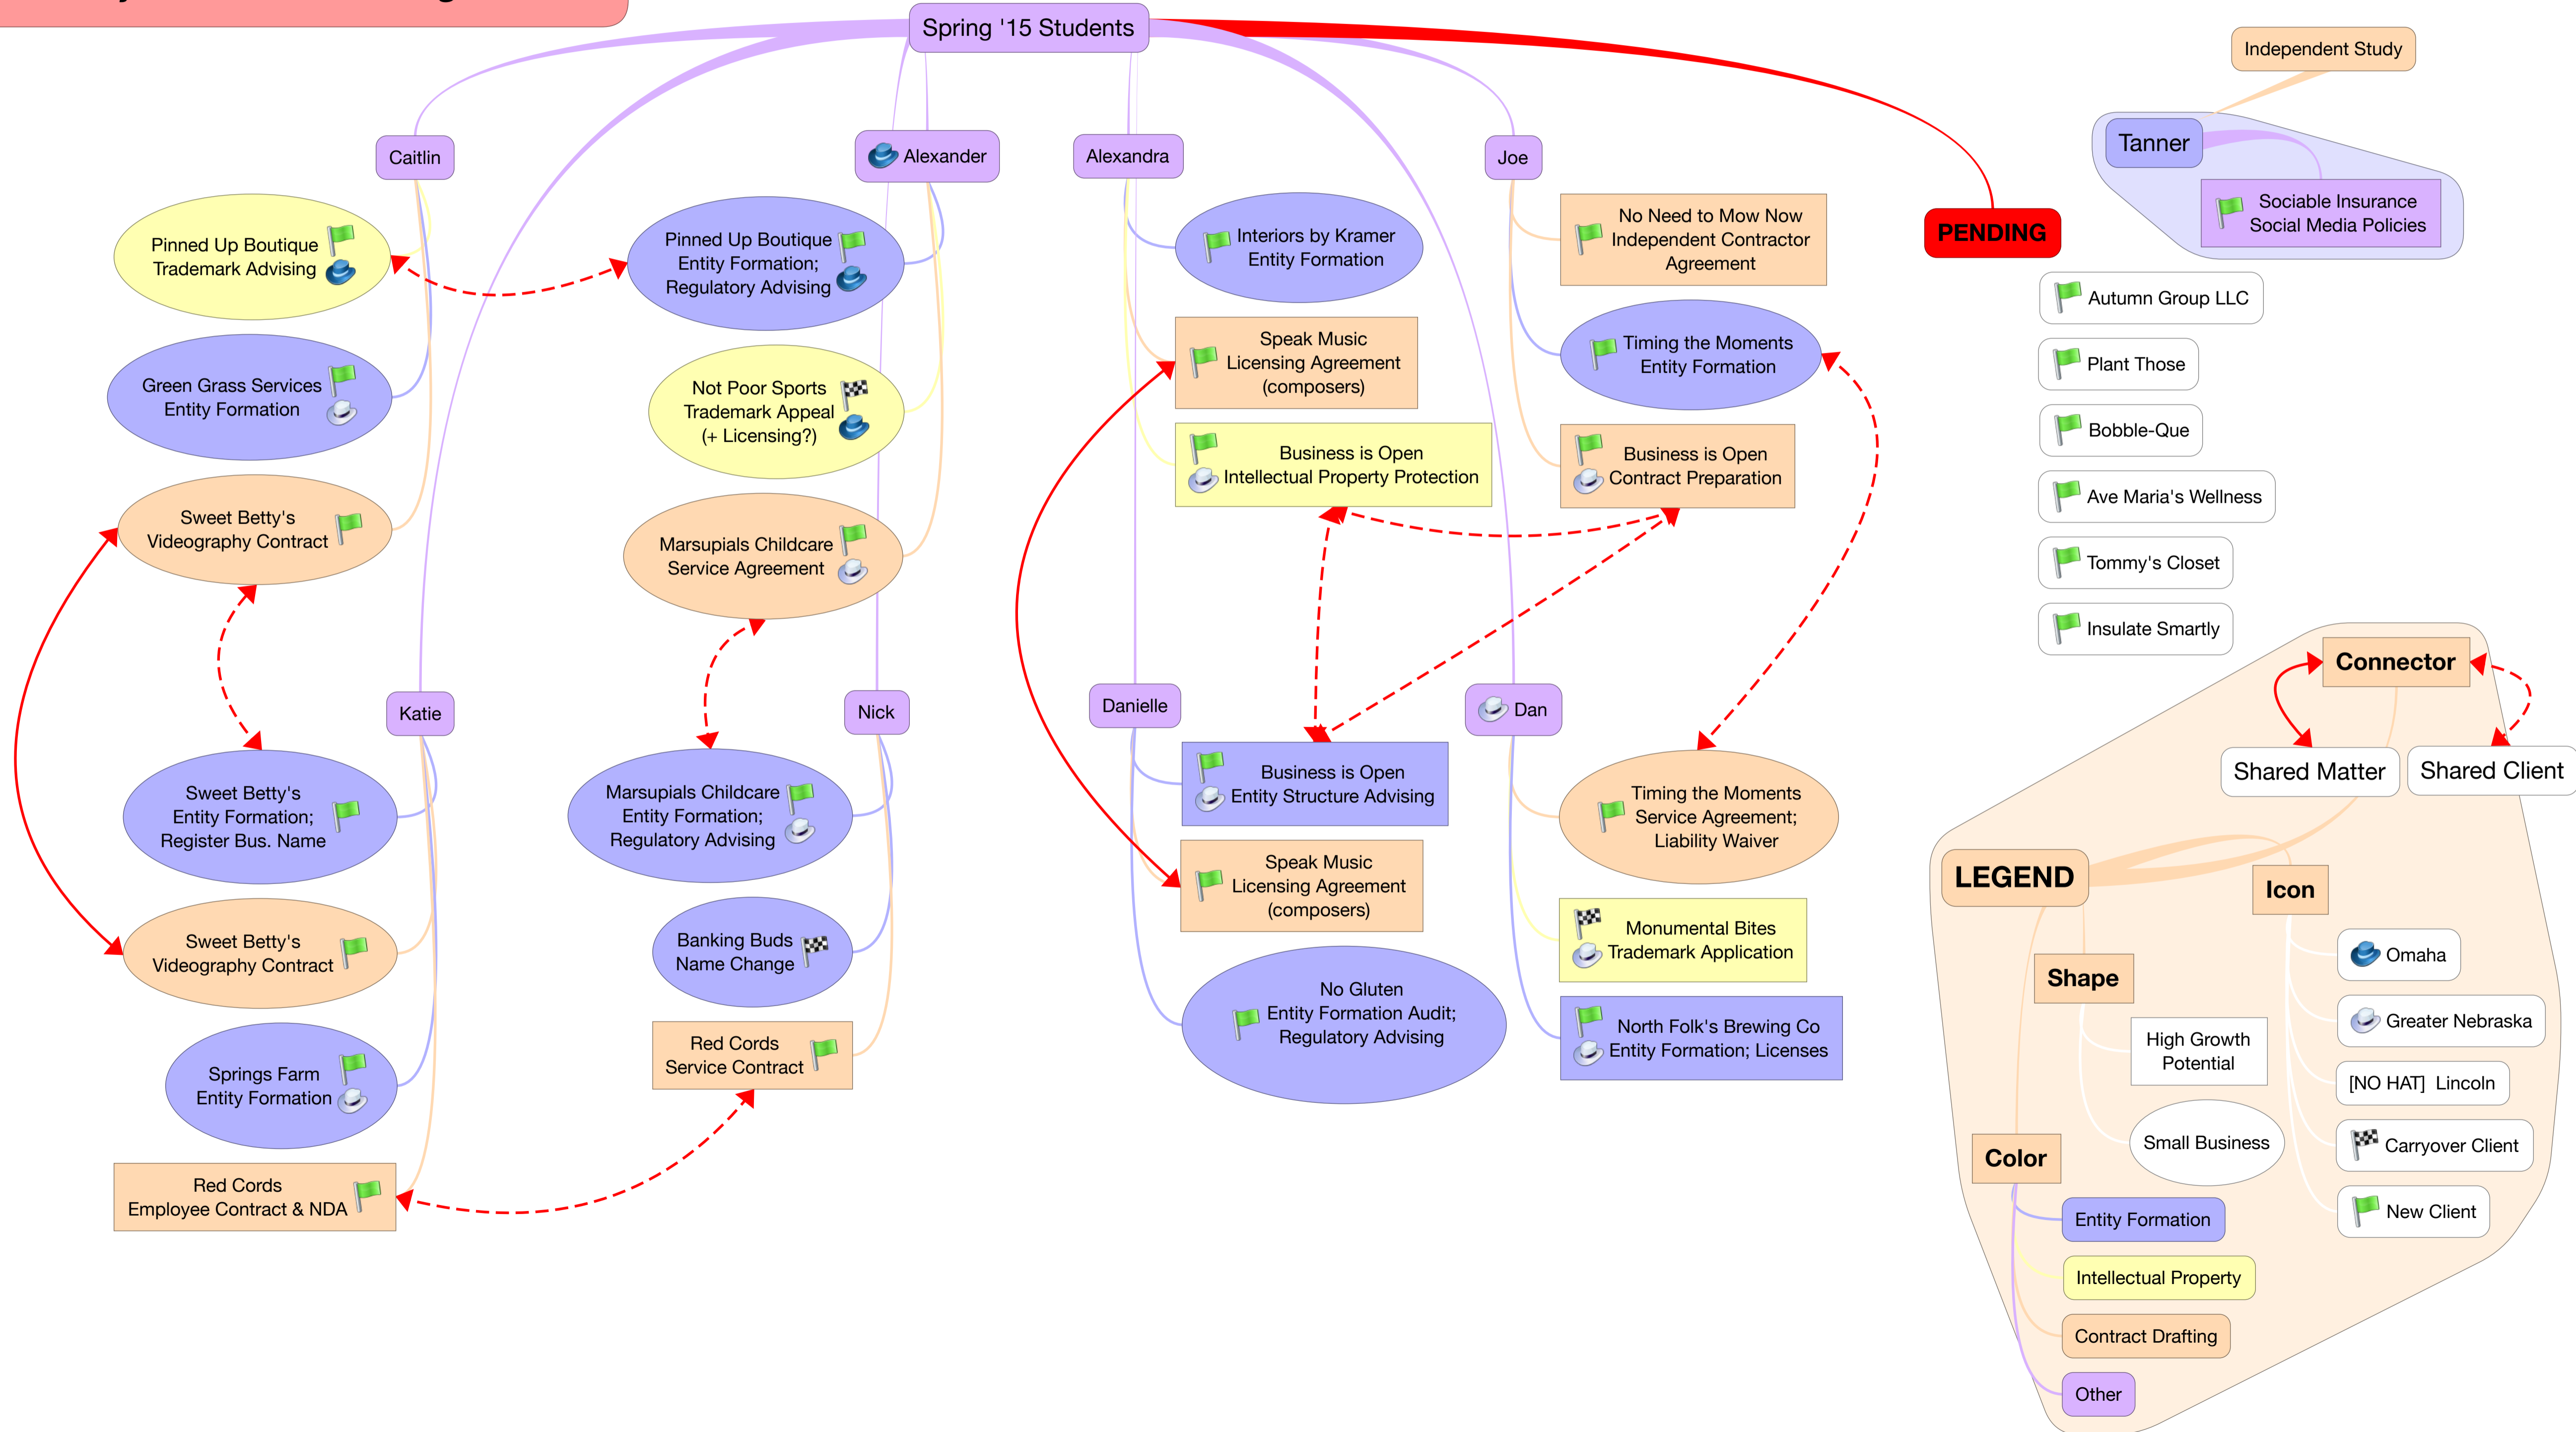 Spring '15 Students
Independent Study
Tanner
Sociable Insurance
Social Media Policies
PENDING
Autumn Group LLC
Plant Those
Bobble-Que
Ave Maria's Wellness
Tommy's Closet
Insulate Smartly
Caitlin
Pinned Up Boutique
Trademark Advising
Green Grass Services
Entity Formation
Sweet Betty's
Videography Contract
Alexander
Pinned Up Boutique
Entity Formation;
Regulatory Advising
Not Poor Sports
Trademark Appeal
(+ Licensing?)
Marsupials Childcare
Service Agreement
Alexandra
Interiors by Kramer
Entity Formation
Speak Music
Licensing Agreement
(composers)
Business is Open
Intellectual Property Protection
Joe
No Need to Mow Now
Independent Contractor
Agreement
Timing the Moments
Entity Formation
Business is Open
Contract Preparation
Katie
Sweet Betty's
Entity Formation;
Register Bus. Name
Sweet Betty's
Videography Contract
Springs Farm
Entity Formation
Red Cords
Employee Contract & NDA
Nick
Marsupials Childcare
Entity Formation;
Regulatory Advising
Banking Buds
Name Change
Red Cords
Service Contract
Danielle
Business is Open
Entity Structure Advising
Speak Music
Licensing Agreement
(composers)
No Gluten
Entity Formation Audit;
Regulatory Advising
Dan
Timing the Moments
Service Agreement;
Liability Waiver
Monumental Bites
Trademark Application
North Folk's Brewing Co
Entity Formation; Licenses
Connector
Shared Matter
Shared Client
LEGEND
Icon
Omaha
Greater Nebraska
[NO HAT] Lincoln
Carryover Client
New Client
Shape
High Growth
Potential
Small Business
Color
Entity Formation
Intellectual Property
Contract Drafting
Other